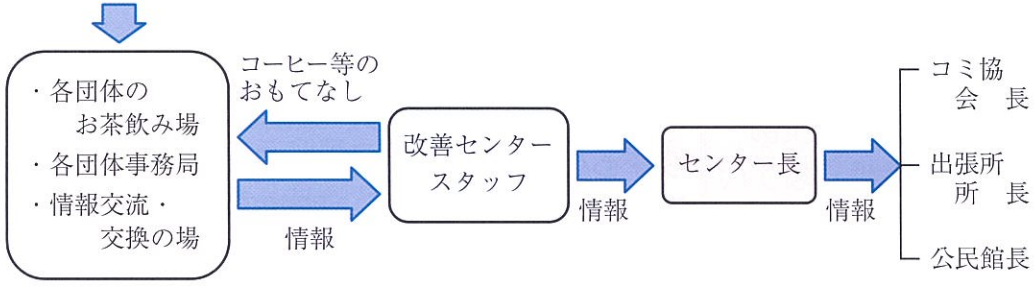 ・各団体の
お茶飲み場
・各団体事務局
・情報交流・
交換の場
コーヒー等の
おもてなし
情報
改善センター
スタッフ
情報
センター長
情報
コミ協
会　長
出張所
所　長
公民館長